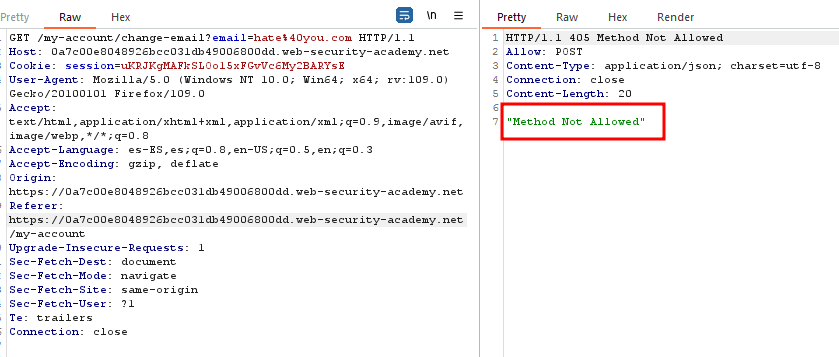 Pretty Raw Hex \n
GET /my-account/change-email?email=hate%40you.com HTTP/1.1
Host: 0a7c00e8048926bcc031db49006800dd.web-security-academy.net
Cookie: session=uKRJKgMAFkSLOol5xFGwVc6My2BARYsE
User-Agent: Mozilla/5.0 (Windows NT 10.0; Win64; x64; rv:109.0)
Gecko/20100101 Firefox/109.0
Accept:
text/html,application/xhtml+xml,application/xml;q=0.9,image/avif,
image/webp,*/*;q=0.8
Accept-Language: es-ES,es;q=0.8,en-US;q=0.5,en;q=0.3
Accept-Encoding: gzip, deflate
Origin:
https://0a7c00e8048926bcc031db49006800dd.web-security-academy.net
Referer:
https://0a7c00e8048926bcc031db49006800dd.web-security-academy.net
/my-account
Upgrade-Insecure-Requests: 1
Sec-Fetch-Dest: document
Sec-Fetch-Mode: navigate
Sec-Fetch-Site: same-origin
Sec-Fetch-User: ?1
Te: trailers
Connection: close
Pretty Raw Hex Render
1 HTTP/1.1 405 Method Not Allowed
2 Allow: POST
3 Content-Type: application/json; charset=utf-8
4 Connection: close
5 Content-Length: 20
6
7 "Method Not Allowed"